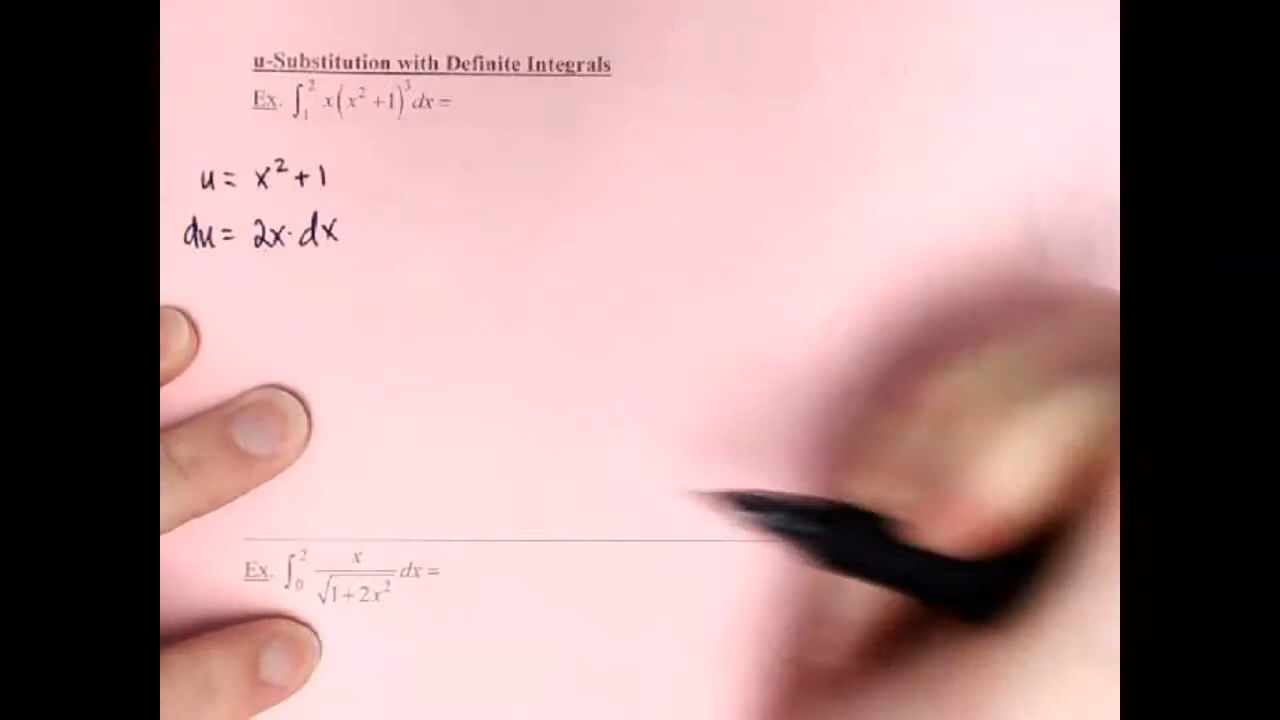 u-Substitution with Definite Integrals
Ex. ∫₁² x(x² + 1)³ dx =
u = x² + 1
du = 2x · dx
Ex. ∫₀² x/√(1 + 2x²) dx =